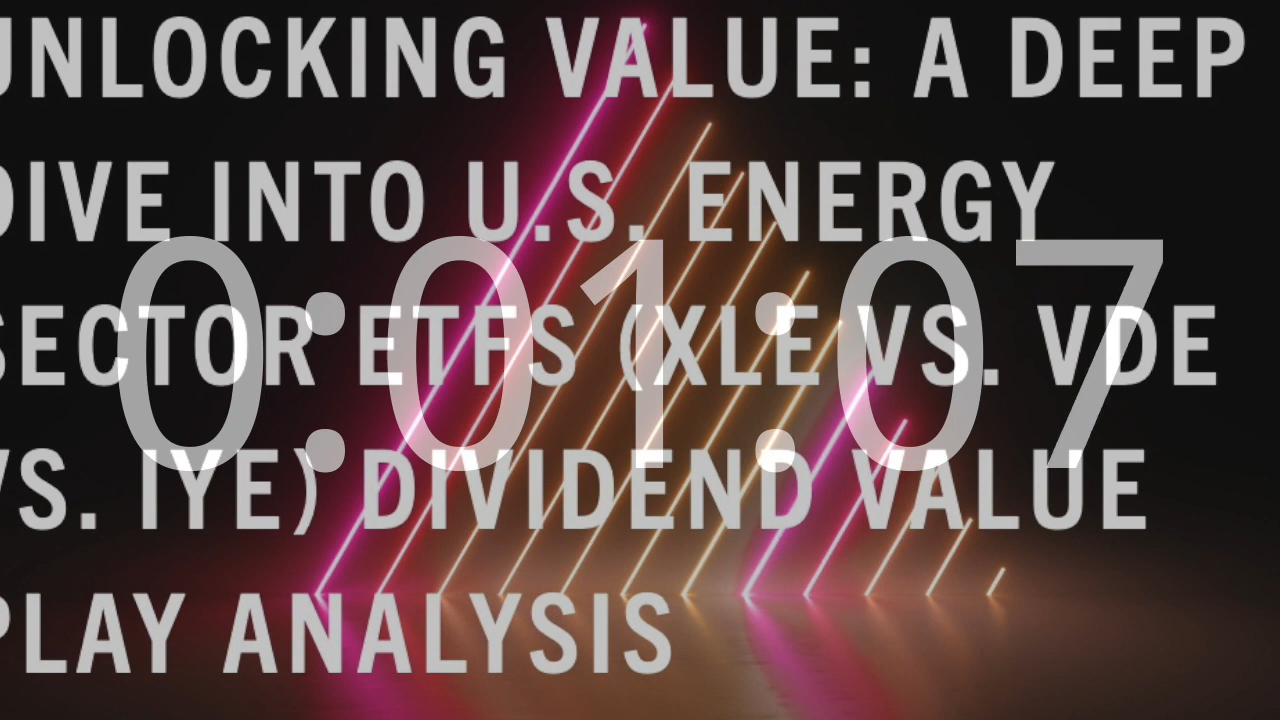 UNLOCKING VALUE: A DEEP
DIVE INTO U.S. ENERGY
0:01:07
SECTOR ETFS (XLE VS. VDE
VS. IYE) DIVIDEND VALUE
PLAY ANALYSIS